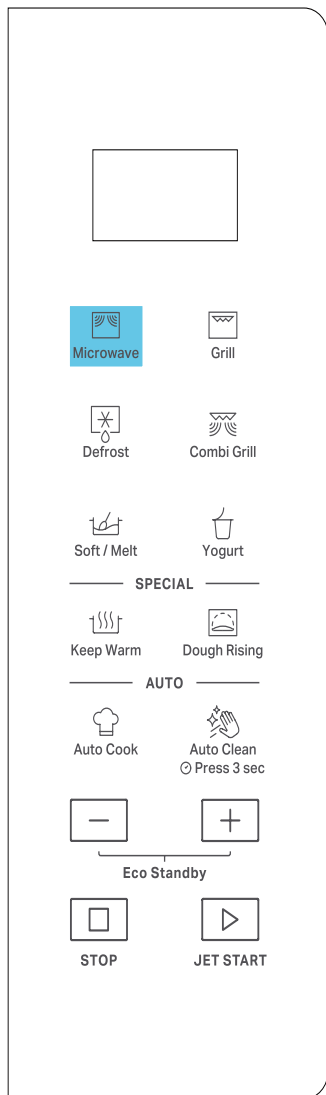 Microwave
Grill
Defrost
Combi Grill
Soft / Melt
Yogurt
SPECIAL
Keep Warm
Dough Rising
AUTO
Auto Cook
Auto Clean
Press 3 sec
Eco Standby
STOP
JET START